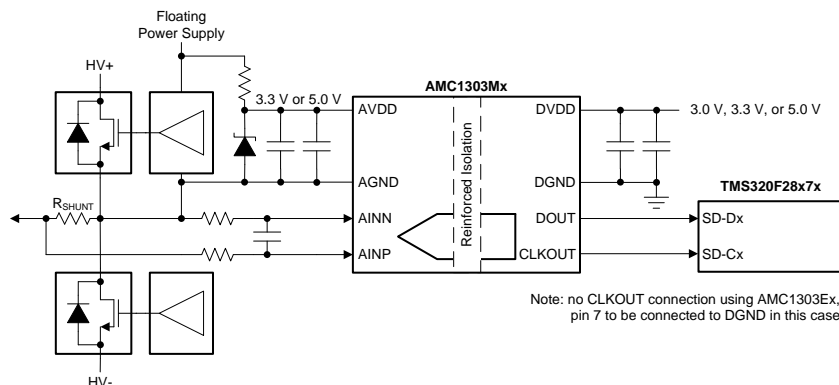 Floating
Power Supply
HV+
3.3 V or 5.0 V
AMC1303Mx
AVDD
DVDD
3.0 V, 3.3 V, or 5.0 V
Reinforced Isolation
AGND
DGND
TMS320F28x7x
RSHUNT
AINN
DOUT
SD-Dx
AINP
CLKOUT
SD-Cx
Note: no CLKOUT connection using AMC1303Ex,
pin 7 to be connected to DGND in this case
HV-